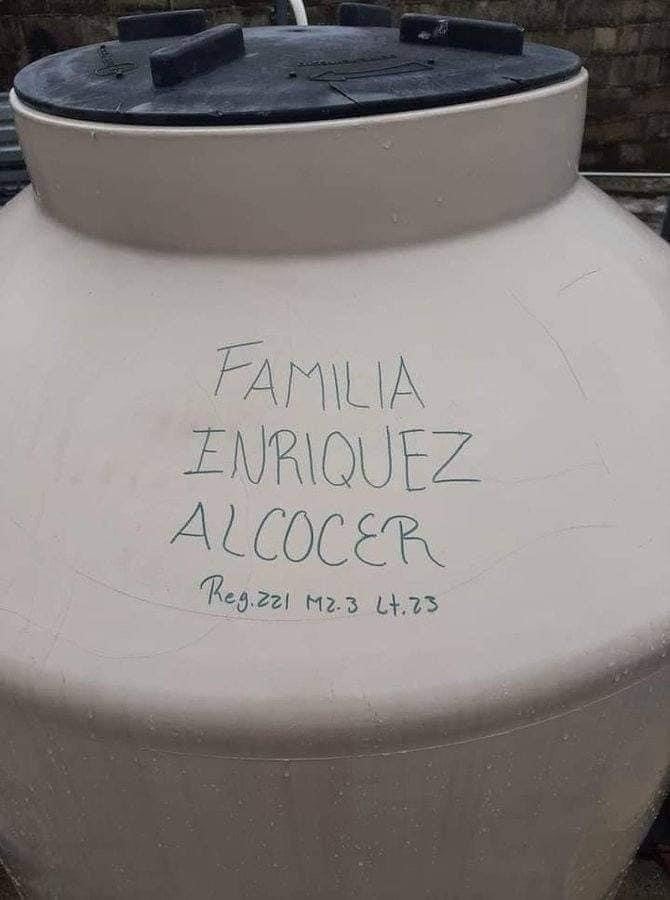 FAMILIA
ENRIQUEZ
ALCOCER
Reg.221 Mz.3 Lt.23